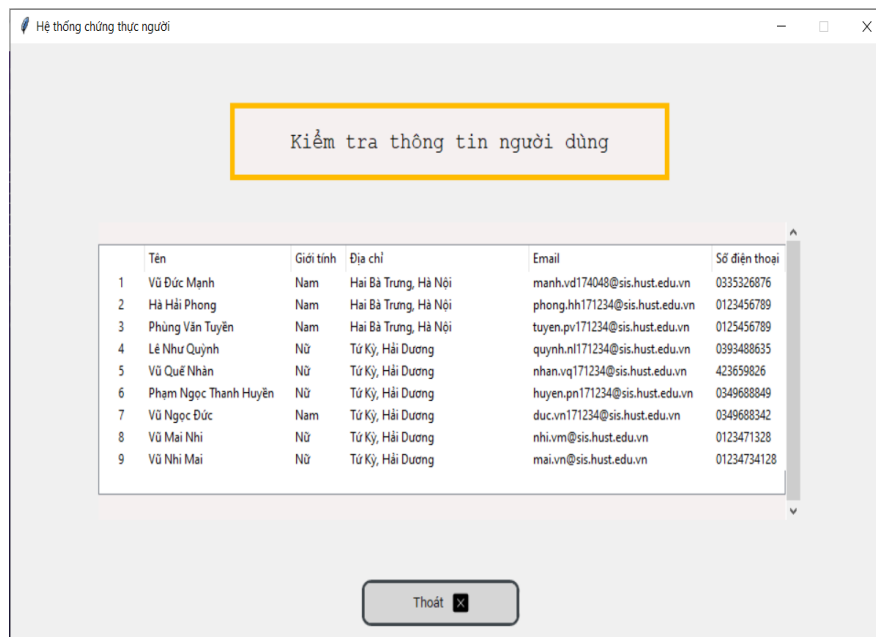 Hệ thống chứng thực người
Kiểm tra thông tin người dùng
Tên Giới tính Địa chỉ Email Số điện thoại
1 Vũ Đức Mạnh Nam Hai Bà Trưng, Hà Nội manh.vd174048@sis.hust.edu.vn 0335326876
2 Hà Hải Phong Nam Hai Bà Trưng, Hà Nội phong.hh171234@sis.hust.edu.vn 0123456789
3 Phùng Văn Tuyền Nam Hai Bà Trưng, Hà Nội tuyen.pv171234@sis.hust.edu.vn 0125456789
4 Lê Như Quỳnh Nữ Tứ Kỳ, Hải Dương quynh.nl171234@sis.hust.edu.vn 0393488635
5 Vũ Quế Nhàn Nữ Tứ Kỳ, Hải Dương nhan.vq171234@sis.hust.edu.vn 423659826
6 Phạm Ngọc Thanh Huyền Nữ Tứ Kỳ, Hải Dương huyen.pn171234@sis.hust.edu.vn 0349688849
7 Vũ Ngọc Đức Nam Tứ Kỳ, Hải Dương duc.vn171234@sis.hust.edu.vn 0349688342
8 Vũ Mai Nhi Nữ Tứ Kỳ, Hải Dương nhi.vm@sis.hust.edu.vn 0123471328
9 Vũ Nhi Mai Nữ Tứ Kỳ, Hải Dương mai.vn@sis.hust.edu.vn 01234734128
Thoát